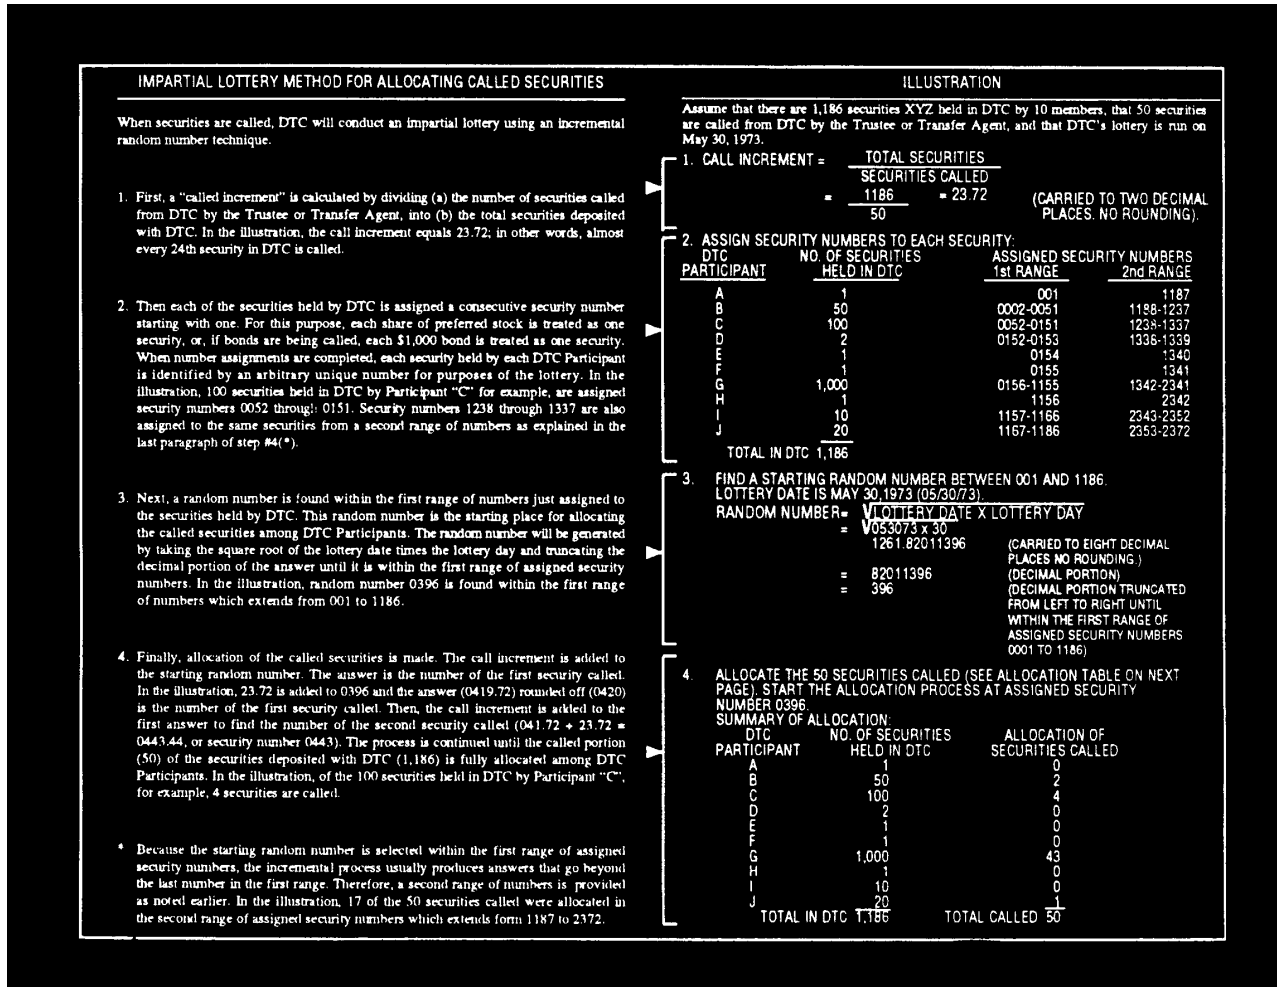 IMPARTIAL LOTTERY METHOD FOR ALLOCATING CALLED SECURITIES
When securities are called, DTC will conduct an impartial lottery using an incremental
random number technique.
1. First, a “called increment” is calculated by dividing (a) the number of securities called
from DTC by the Trustee or Transfer Agent, into (b) the total securities deposited
with DTC. In the illustration, the call increment equals 23.72; in other words, almost
every 24th security in DTC is called.
2. Then each of the securities held by DTC is assigned a consecutive security number
starting with one. For this purpose, each share of preferred stock is treated as one
security, or, if bonds are being called, each $1,000 bond is treated as one security.
When number assignments are completed, each security held by each DTC Participant
is identified by an arbitrary unique number for purposes of the lottery. In the
illustration, 100 securities held in DTC by Participant “C” for example, are assigned
security numbers 0052 through 0151. Security numbers 1238 through 1337 are also
assigned to the same securities from a second range of numbers as explained in the
last paragraph of step #4(*).
3. Next, a random number is found within the first range of numbers just assigned to
the securities held by DTC. This random number is the starting place for allocating
the called securities among DTC Participants. The random number will be generated
by taking the square root of the lottery date times the lottery day and truncating the
decimal portion of the answer until it is within the first range of assigned security
numbers. In the illustration, random number 0396 is found within the first range
of numbers which extends from 001 to 1186.
4. Finally, allocation of the called securities is made. The call increment is added to
the starting random number. The answer is the number of the first security called.
In the illustration, 23.72 is added to 0396 and the answer (0419.72) rounded off (0420)
is the number of the first security called. Then, the call increment is added to the
first answer to find the number of the second security called (041.72 + 23.72 =
0443.44, or security number 0443). The process is continued until the called portion
(50) of the securities deposited with DTC (1,186) is fully allocated among DTC
Participants. In the illustration, of the 100 securities held in DTC by Participant “C”,
for example, 4 securities are called.
* Because the starting random number is selected within the first range of assigned
security numbers, the incremental process usually produces answers that go beyond
the last number in the first range. Therefore, a second range of numbers is provided
as noted earlier. In the illustration, 17 of the 50 securities called were allocated in
the second range of assigned security numbers which extends form 1187 to 2372.
ILLUSTRATION
Assume that there are 1,186 securities XYZ held in DTC by 10 members, that 50 securities
are called from DTC by the Trustee or Transfer Agent, and that DTC's lottery is run on
May 30, 1973.
1. CALL INCREMENT = TOTAL SECURITIES
SECURITIES CALLED
= 1186 = 23.72 (CARRIED TO TWO DECIMAL
50 PLACES. NO ROUNDING).
2. ASSIGN SECURITY NUMBERS TO EACH SECURITY:
DTC NO. OF SECURITIES ASSIGNED SECURITY NUMBERS
PARTICIPANT HELD IN DTC 1st RANGE 2nd RANGE
A 1 001 1187
B 50 0002-0051 1188-1237
C 100 0052-0151 1238-1337
D 2 0152-0153 1336-1339
E 1 0154 1340
F 1 0155 1341
G 1,000 0156-1155 1342-2341
H 1 1156 2342
I 10 1157-1166 2343-2352
J 20 1167-1186 2353-2372
TOTAL IN DTC 1,186
3. FIND A STARTING RANDOM NUMBER BETWEEN 001 AND 1186.
LOTTERY DATE IS MAY 30,1973 (05/30/73).
RANDOM NUMBER= √LOTTERY DATE X LOTTERY DAY
= √053073 x 30
1261.82011396 (CARRIED TO EIGHT DECIMAL
PLACES NO ROUNDING.)
= 82011396 (DECIMAL PORTION)
= 396 (DECIMAL PORTION TRUNCATED
FROM LEFT TO RIGHT UNTIL
WITHIN THE FIRST RANGE OF
ASSIGNED SECURITY NUMBERS
0001 TO 1186)
4. ALLOCATE THE 50 SECURITIES CALLED (SEE ALLOCATION TABLE ON NEXT
PAGE). START THE ALLOCATION PROCESS AT ASSIGNED SECURITY
NUMBER 0396.
SUMMARY OF ALLOCATION:
DTC NO. OF SECURITIES ALLOCATION OF
PARTICIPANT HELD IN DTC SECURITIES CALLED
A 1 0
B 50 2
C 100 4
D 2 0
E 1 0
F 1 0
G 1,000 43
H 1 0
I 10 0
J 20 1
TOTAL IN DTC 1,186 TOTAL CALLED 50